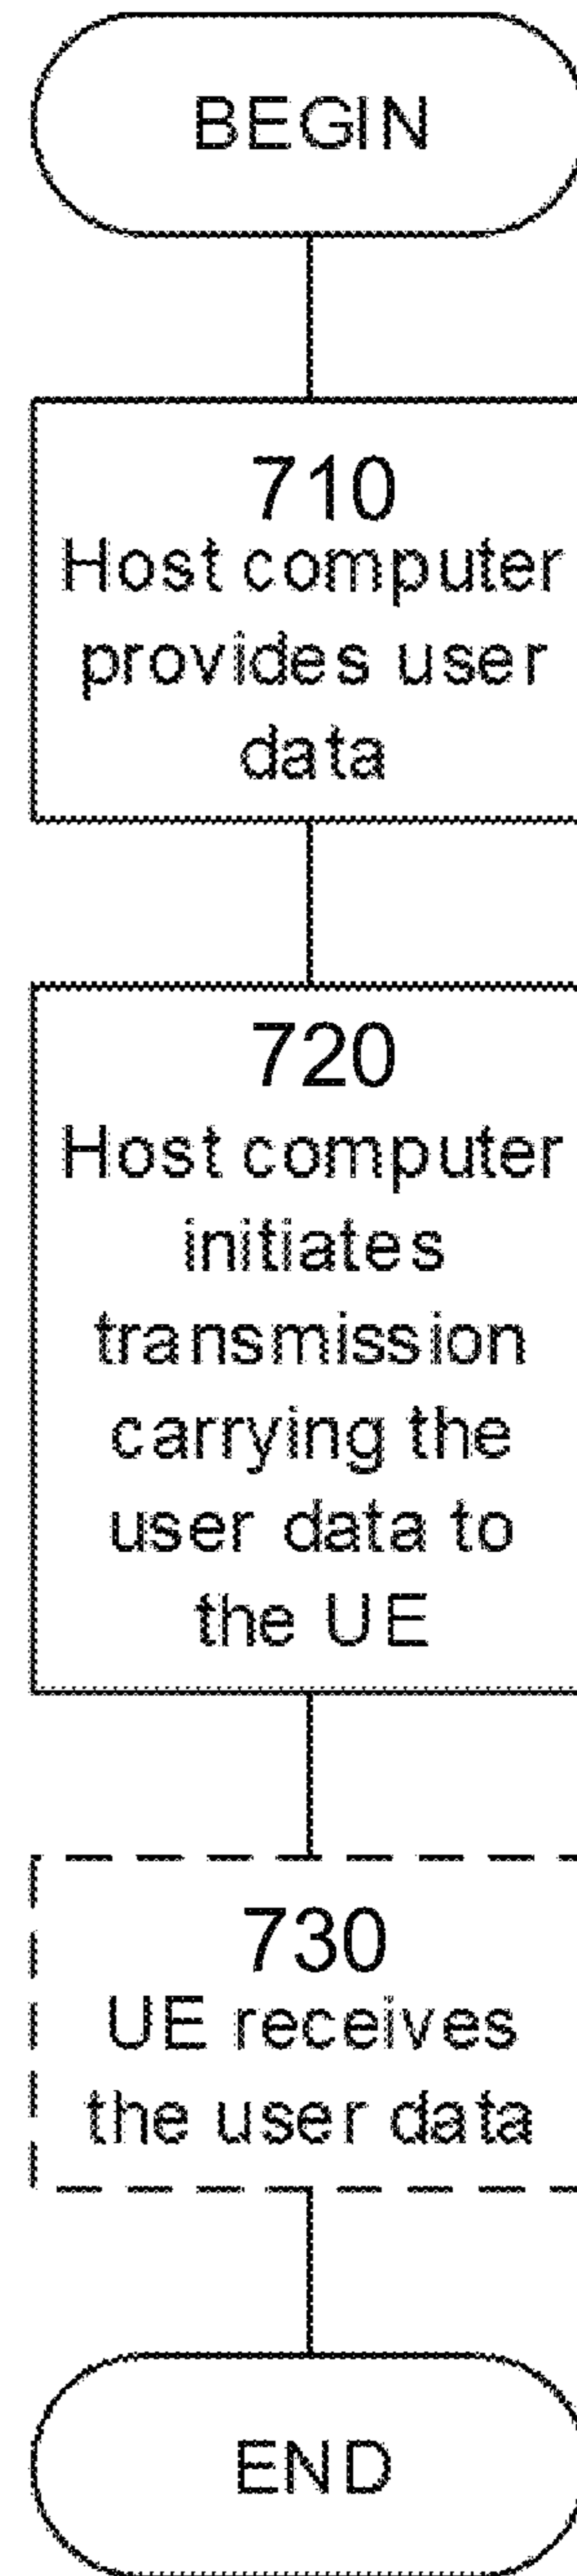 BEGIN
710
Host computer
provides user
data
720
Host computer
initiates
transmission
carrying the
user data to
the UE
730
UE receives
the user data
END